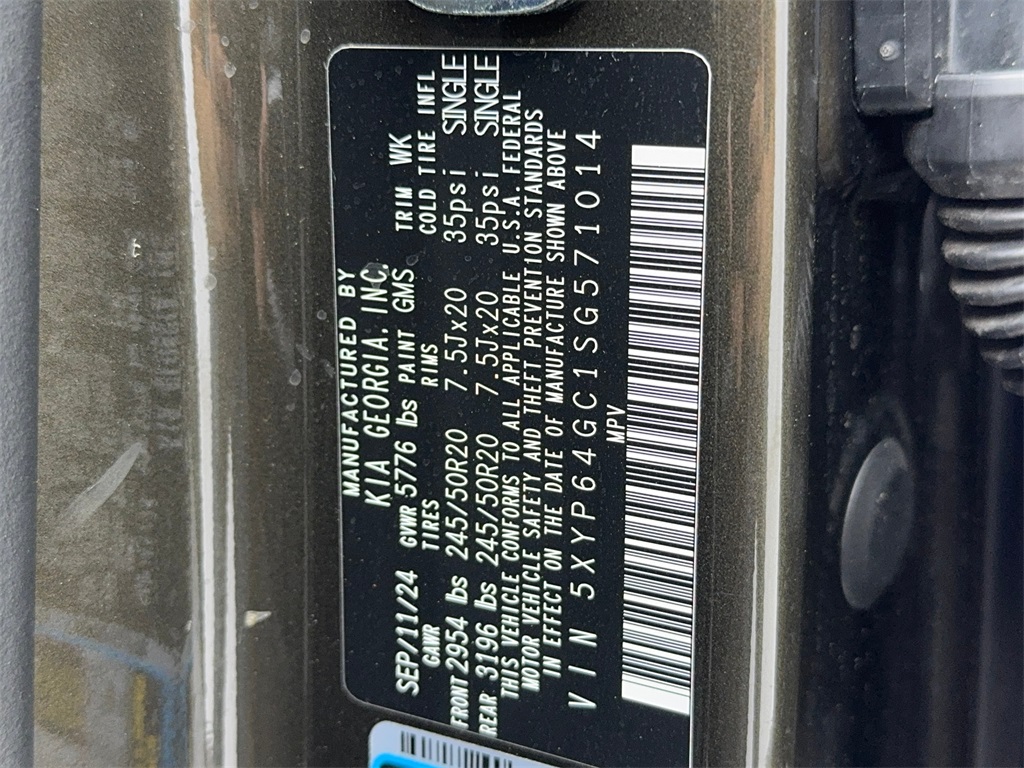 MANUFACTURED BY
KIA GEORGIA. INC.
SEP/11/24 GVWR 5776 lbs PAINT GMS TRIM WK
GAWR TIRES RIMS COLD TIRE INFL
FRONT 2954 lbs 245/50R20 7.5Jx20 35psi SINGLE
REAR 3196 lbs 245/50R20 7.5Jx20 35psi SINGLE
THIS VEHICLE CONFORMS TO ALL APPLICABLE U.S.A. FEDERAL
MOTOR VEHICLE SAFETY AND THEFT PREVENTION STANDARDS
IN EFFECT ON THE DATE OF MANUFACTURE SHOWN ABOVE
VIN 5XYP64GC1SG571014
MPV